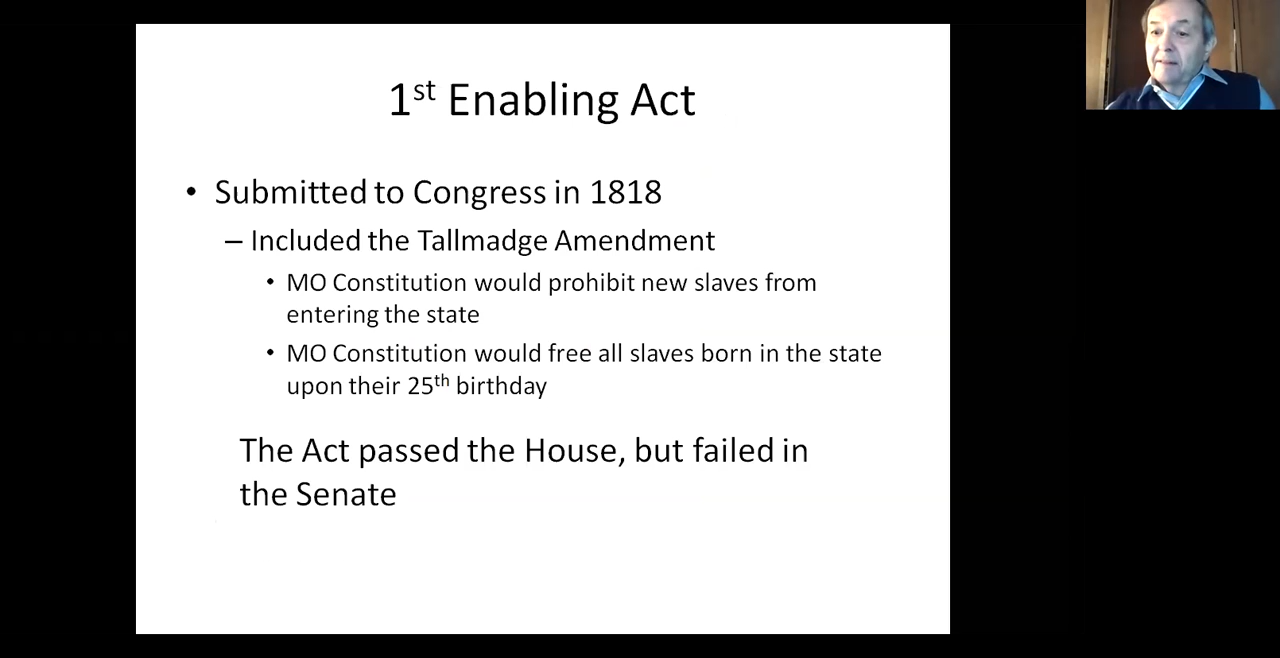 1st Enabling Act
• Submitted to Congress in 1818
– Included the Tallmadge Amendment
• MO Constitution would prohibit new slaves from
entering the state
• MO Constitution would free all slaves born in the state
upon their 25th birthday
The Act passed the House, but failed in
the Senate